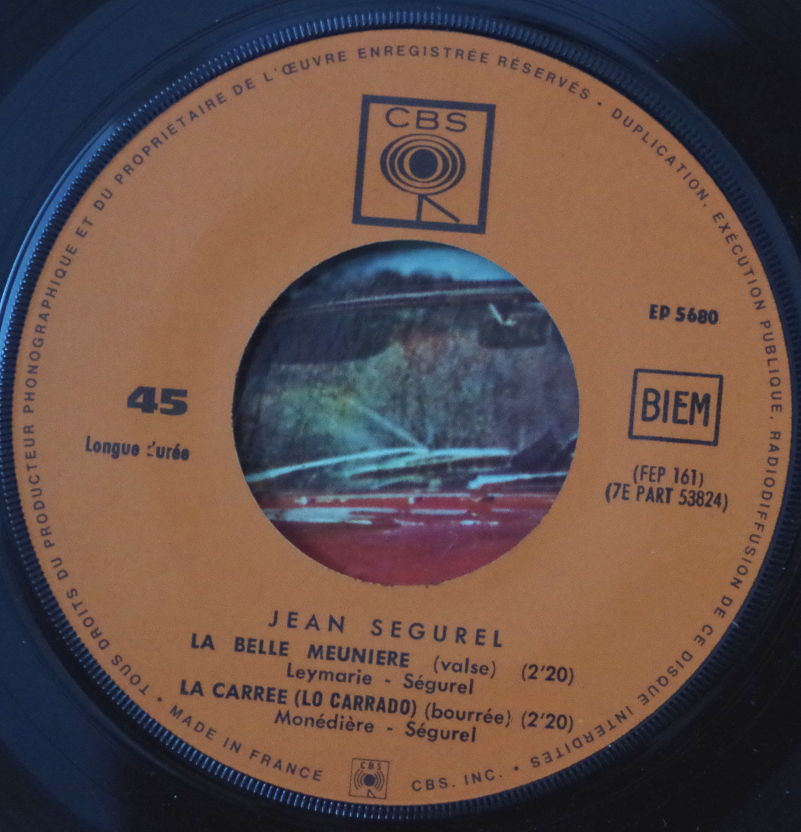 TOUS DROITS DU PRODUCTEUR PHONOGRAPHIQUE ET DU PROPRIÉTAIRE DE L'ŒUVRE ENREGISTRÉE RÉSERVÉS • DUPLICATION, EXÉCUTION PUBLIQUE, RADIODIFFUSION DE CE DISQUE INTERDITES •
CBS
EP 5680
45
Longue durée
BIEM
(FEP 161)
(7E PART 53824)
JEAN SEGUREL
LA BELLE MEUNIERE (valse) (2'20)
Leymarie - Ségurel
LA CARREE (LO CARRADO) (bourrée) (2'20)
Monédière - Ségurel
• MADE IN FRANCE
CBS
CBS. INC. •